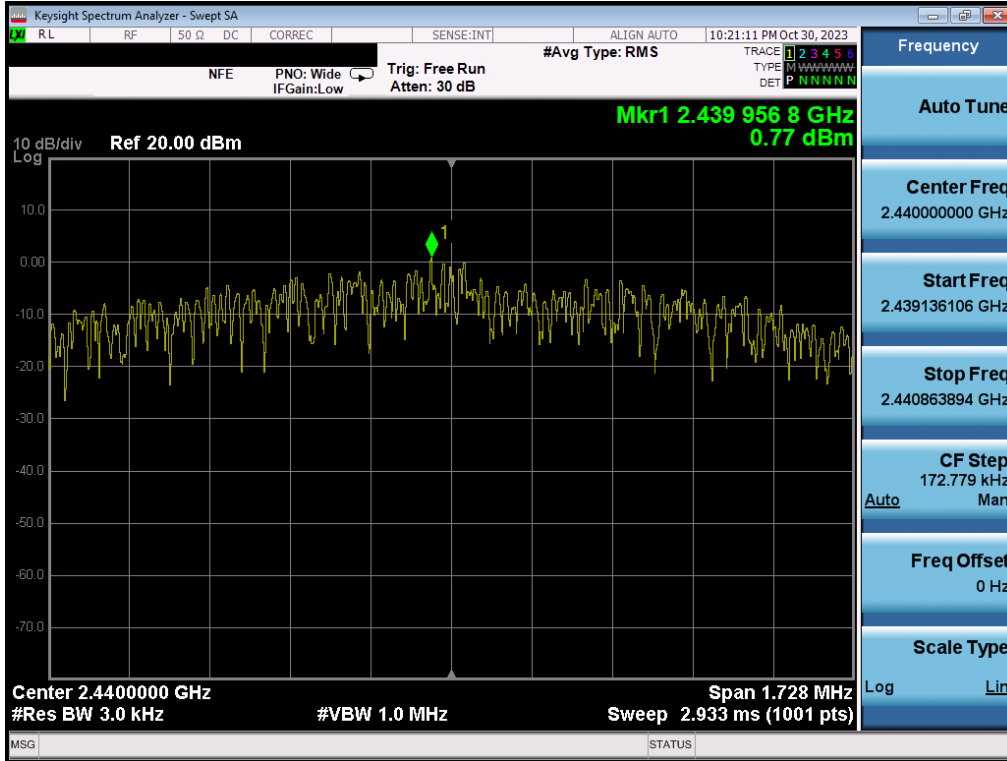 Keysight Spectrum Analyzer - Swept SA
LXI RL RF 50 Ω DC CORREC SENSE:INT ALIGN AUTO 10:21:11 PM Oct 30, 2023
#Avg Type: RMS TRACE 1 2 3 4 5 6
NFE PNO: Wide Trig: Free Run TYPE M WWWWW
IFGain:Low Atten: 30 dB DET P N N N N N
Mkr1 2.439 956 8 GHz
0.77 dBm
10 dB/div Ref 20.00 dBm
Log
1
10.0
0.00
-10.0
-20.0
-30.0
-40.0
-50.0
-60.0
-70.0
Center 2.4400000 GHz Span 1.728 MHz
#Res BW 3.0 kHz #VBW 1.0 MHz Sweep 2.933 ms (1001 pts)
MSG STATUS
Frequency
Auto Tune
Center Freq
2.440000000 GHz
Start Freq
2.439136106 GHz
Stop Freq
2.440863894 GHz
CF Step
172.779 kHz
Auto Man
Freq Offset
0 Hz
Scale Type
Log Lin